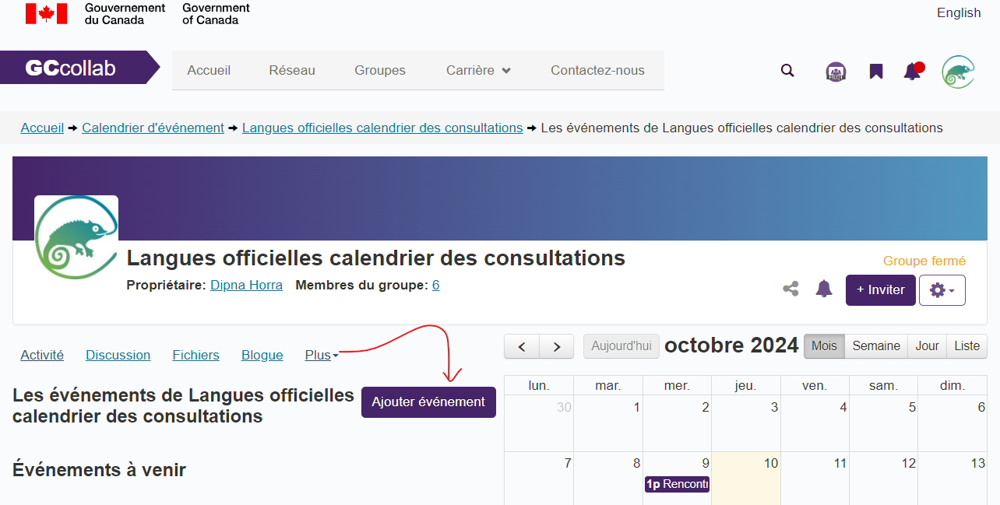 Gouvernement du Canada
Government of Canada
English
GCcollab
Accueil Réseau Groupes Carrière Contactez-nous
Accueil ➜ Calendrier d'événement ➜ Langues officielles calendrier des consultations ➜ Les événements de Langues officielles calendrier des consultations
Langues officielles calendrier des consultations
Groupe fermé
Propriétaire: Dipna Horra Membres du groupe: 6
+ Inviter
Activité Discussion Fichiers Blogue Plus
Les événements de Langues officielles
calendrier des consultations
Ajouter événement
Événements à venir
Aujourd'hui octobre 2024 Mois Semaine Jour Liste
lun. mar. mer. jeu. ven. sam. dim.
30 1 2 3 4 5 6
7 8 9 10 11 12 13
1p Rencont